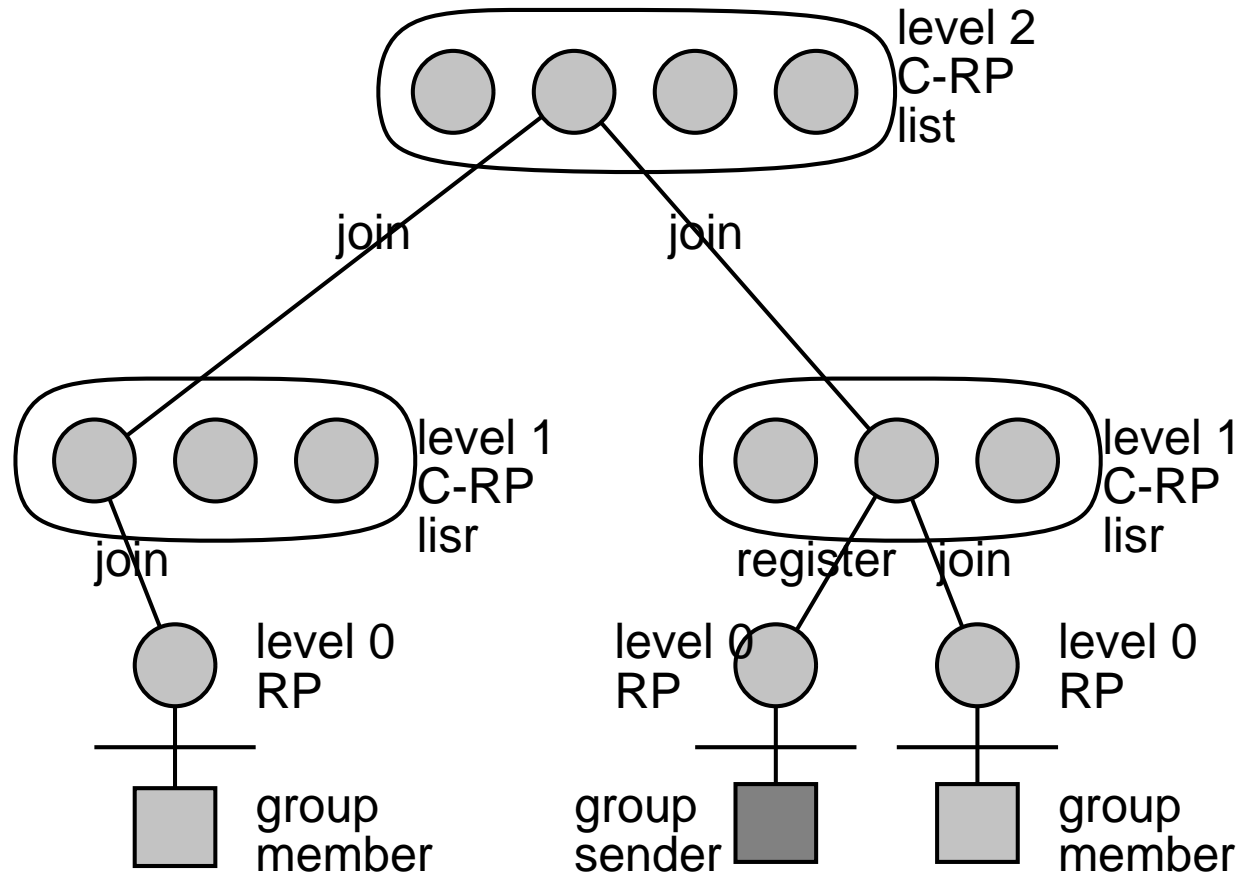 level 2
C-RP
list
join
join
level 1
C-RP
lisr
level 1
C-RP
lisr
join
register
join
level 0
RP
level 0
RP
level 0
RP
group
member
group
sender
group
member